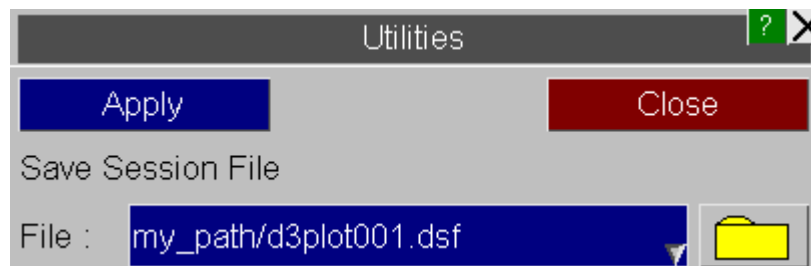 Utilities ?
Apply Close
Save Session File
File : my_path/d3plot001.dsf